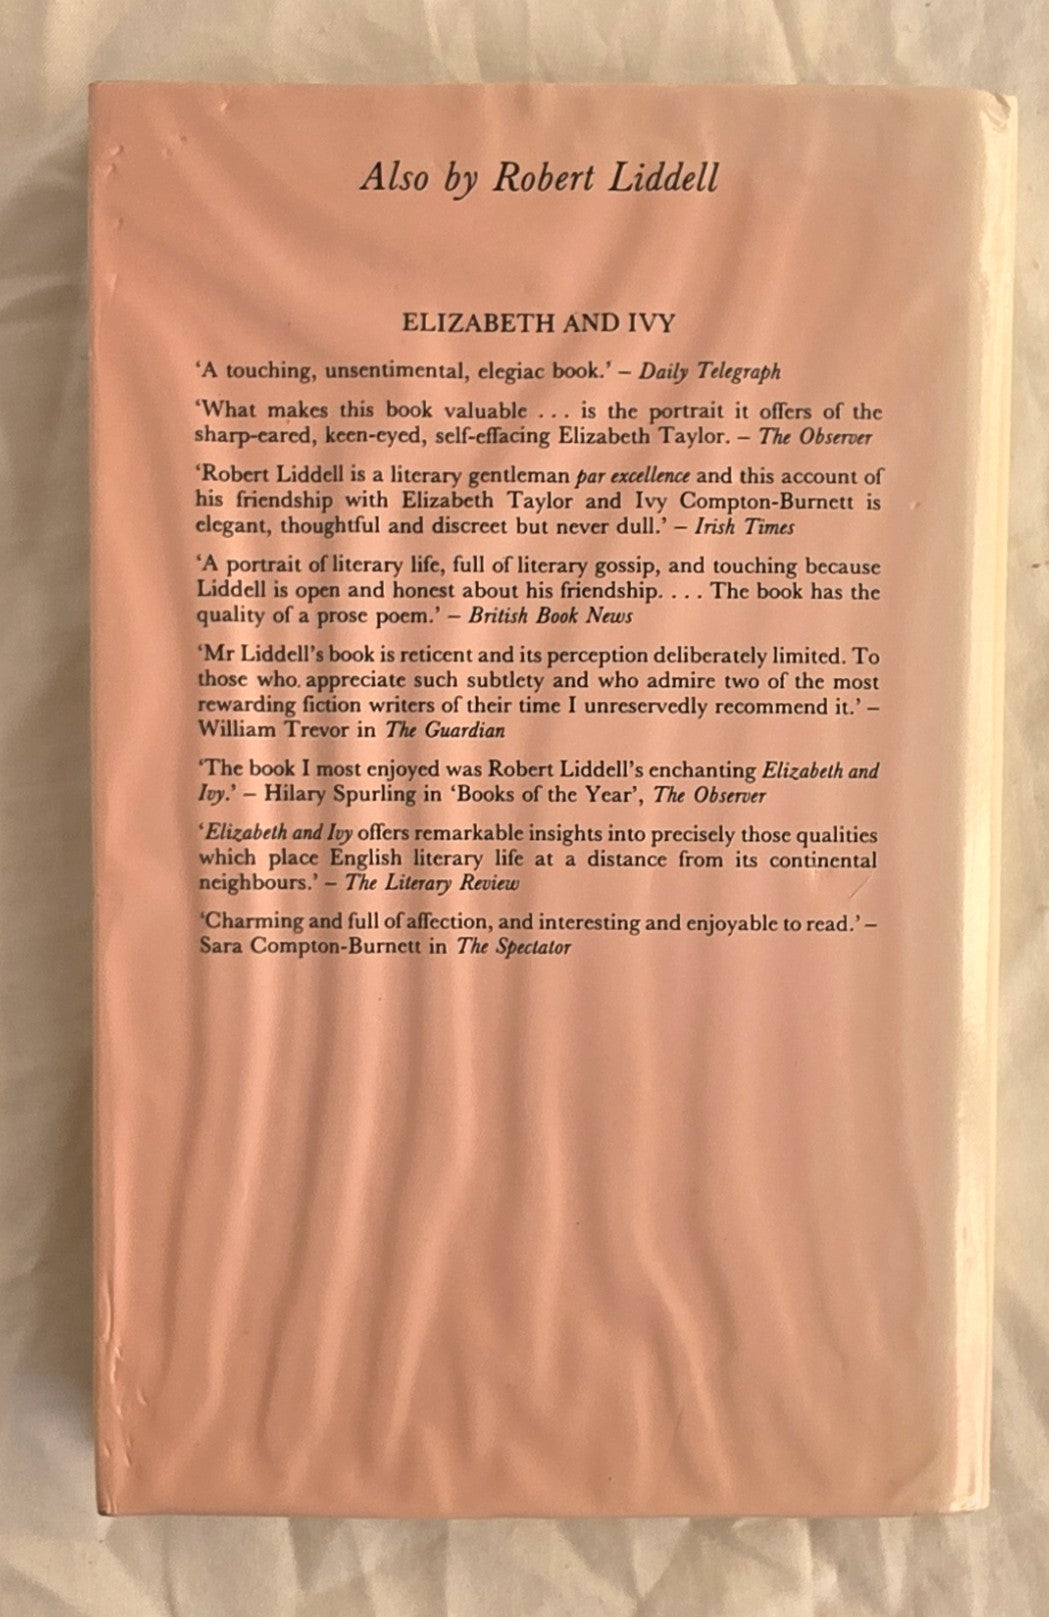 Also by Robert Liddell
ELIZABETH AND IVY
‘A touching, unsentimental, elegiac book.’ – Daily Telegraph
‘What makes this book valuable . . . is the portrait it offers of the
sharp-eared, keen-eyed, self-effacing Elizabeth Taylor. – The Observer
‘Robert Liddell is a literary gentleman par excellence and this account of
his friendship with Elizabeth Taylor and Ivy Compton-Burnett is
elegant, thoughtful and discreet but never dull.’ – Irish Times
‘A portrait of literary life, full of literary gossip, and touching because
Liddell is open and honest about his friendship. . . . The book has the
quality of a prose poem.’ – British Book News
‘Mr Liddell’s book is reticent and its perception deliberately limited. To
those who appreciate such subtlety and who admire two of the most
rewarding fiction writers of their time I unreservedly recommend it.’ –
William Trevor in The Guardian
‘The book I most enjoyed was Robert Liddell’s enchanting Elizabeth and
Ivy.’ – Hilary Spurling in ‘Books of the Year’, The Observer
‘Elizabeth and Ivy offers remarkable insights into precisely those qualities
which place English literary life at a distance from its continental
neighbours.’ – The Literary Review
‘Charming and full of affection, and interesting and enjoyable to read.’ –
Sara Compton-Burnett in The Spectator